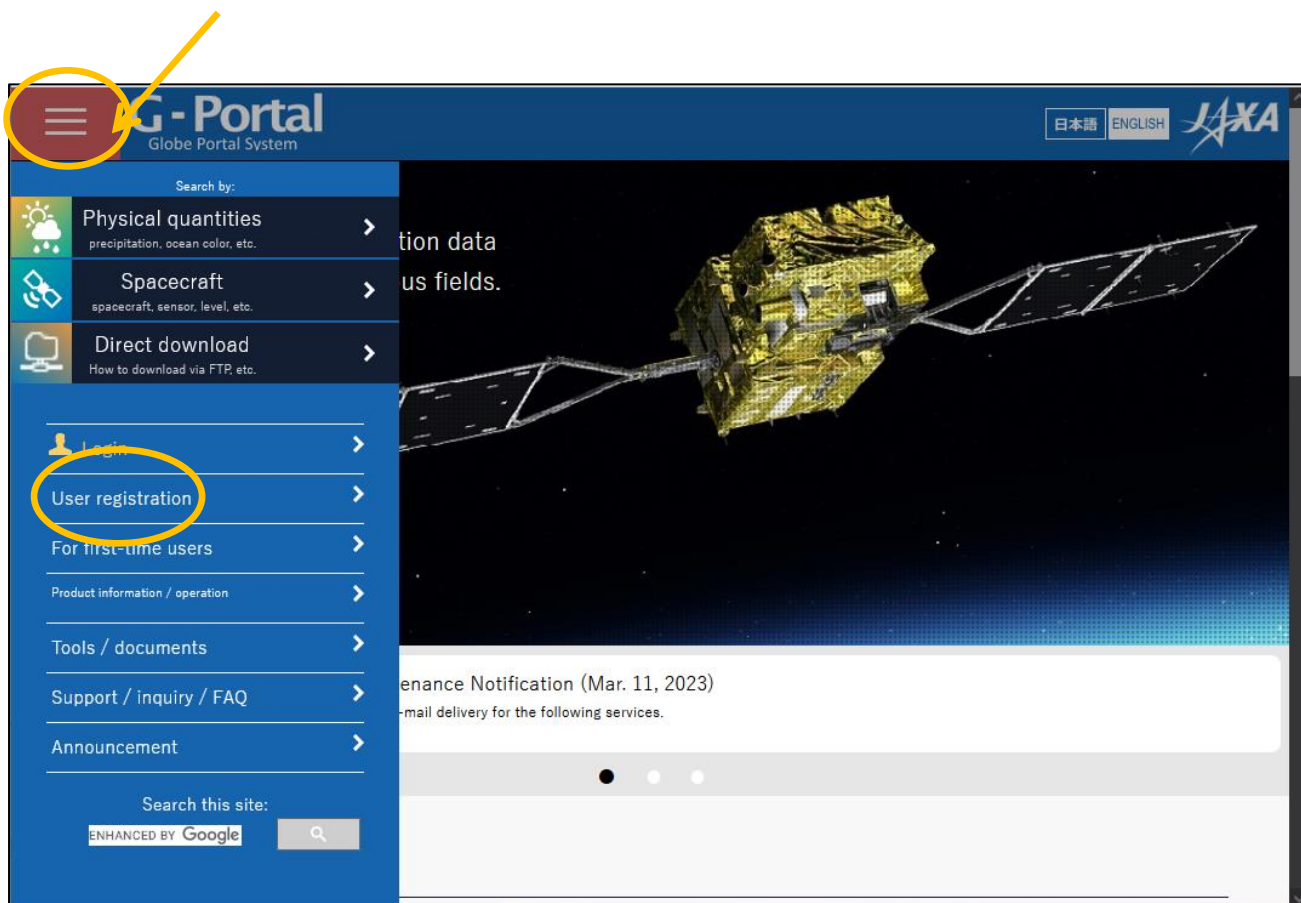 G-Portal
Globe Portal System
日本語 ENGLISH JAXA
Search by:
Physical quantities
precipitation, ocean color, etc.
Spacecraft
spacecraft, sensor, level, etc.
Direct download
How to download via FTP, etc.
tion data
us fields.
Login
User registration
For first-time users
Product information / operation
Tools / documents
Support / inquiry / FAQ
Announcement
Search this site:
ENHANCED BY Google
enance Notification (Mar. 11, 2023)
-mail delivery for the following services.